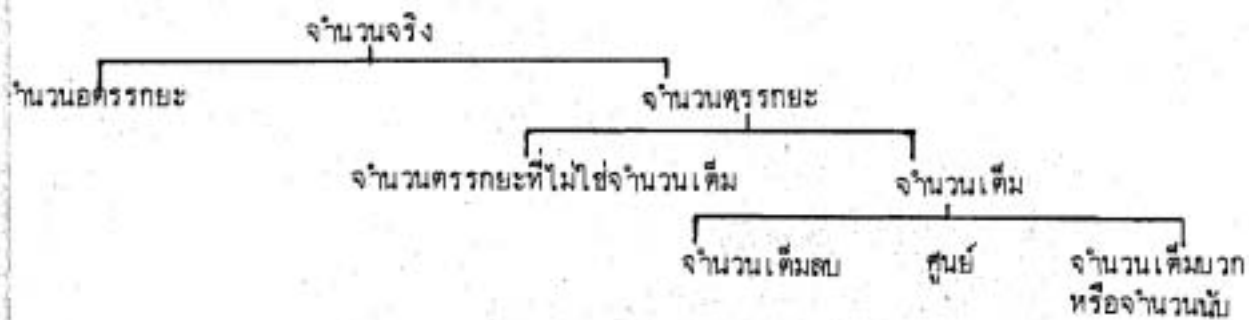 จำนวนจริง
ำนวนอตรรกยะ
จำนวนตรรกยะ
จำนวนตรรกยะที่ไม่ใช่จำนวนเต็ม
จำนวนเต็ม
จำนวนเต็มลบ
ศูนย์
จำนวนเต็มบวก
หรือจำนวนนับ